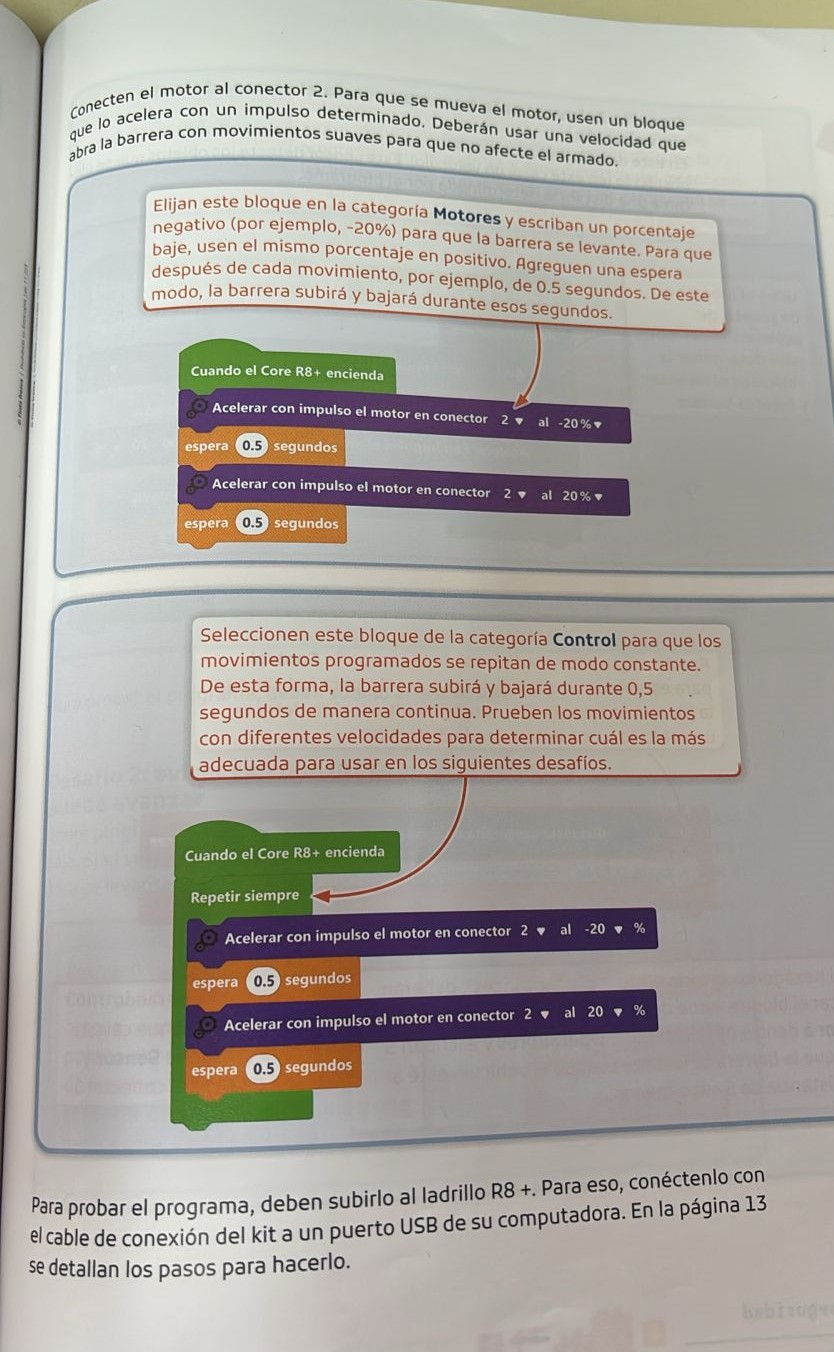 Conecten el motor al conector 2. Para que se mueva el motor, usen un bloque
que lo acelera con un impulso determinado. Deberán usar una velocidad que
abra la barrera con movimientos suaves para que no afecte el armado.
Elijan este bloque en la categoría Motores y escriban un porcentaje
negativo (por ejemplo, -20%) para que la barrera se levante. Para que
baje, usen el mismo porcentaje en positivo. Agreguen una espera
después de cada movimiento, por ejemplo, de 0.5 segundos. De este
modo, la barrera subirá y bajará durante esos segundos.
Cuando el Core R8+ encienda
Acelerar con impulso el motor en conector 2 al -20%
espera 0.5 segundos
Acelerar con impulso el motor en conector 2 al 20%
espera 0.5 segundos
Seleccionen este bloque de la categoría Control para que los
movimientos programados se repitan de modo constante.
De esta forma, la barrera subirá y bajará durante 0,5
segundos de manera continua. Prueben los movimientos
con diferentes velocidades para determinar cuál es la más
adecuada para usar en los siguientes desafíos.
Cuando el Core R8+ encienda
Repetir siempre
Acelerar con impulso el motor en conector 2 al -20 %
espera 0.5 segundos
Acelerar con impulso el motor en conector 2 al 20 %
espera 0.5 segundos
Para probar el programa, deben subirlo al ladrillo R8 +. Para eso, conéctenlo con
el cable de conexión del kit a un puerto USB de su computadora. En la página 13
se detallan los pasos para hacerlo.